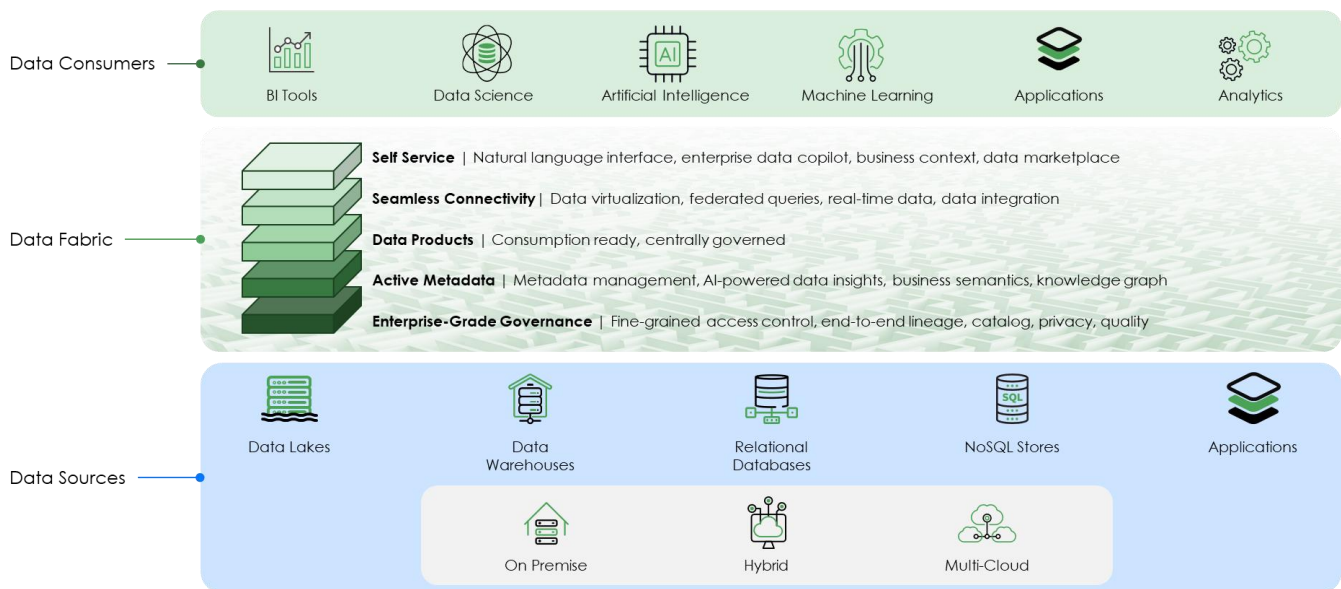 Data Consumers
BI Tools
Data Science
AI
Artificial Intelligence
Machine Learning
Applications
Analytics
Data Fabric
Self Service | Natural language interface, enterprise data copilot, business context, data marketplace
Seamless Connectivity| Data virtualization, federated queries, real-time data, data integration
Data Products | Consumption ready, centrally governed
Active Metadata | Metadata management, AI-powered data insights, business semantics, knowledge graph
Enterprise-Grade Governance | Fine-grained access control, end-to-end lineage, catalog, privacy, quality
Data Sources
Data Lakes
Data
Warehouses
Relational
Databases
SQL
NoSQL Stores
Applications
On Premise
Hybrid
Multi-Cloud